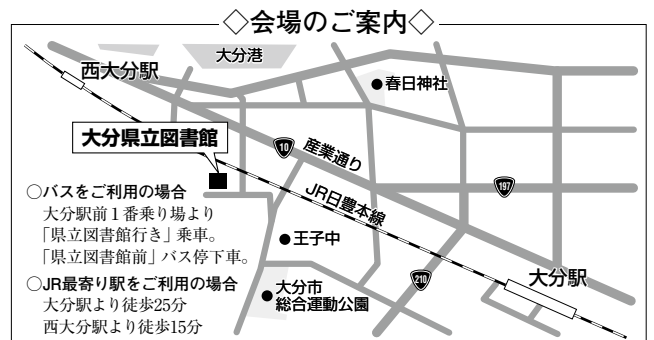 ◇会場のご案内◇
大分港
西大分駅
春日神社
大分県立図書館
10
産業通り
197
JR日豊本線
○バスをご利用の場合
大分駅前1番乗り場より
「県立図書館行き」乗車。
「県立図書館前」バス停下車。
王子中
210
大分駅
○JR最寄り駅をご利用の場合
大分駅より徒歩25分
西大分駅より徒歩15分
大分市
総合運動公園